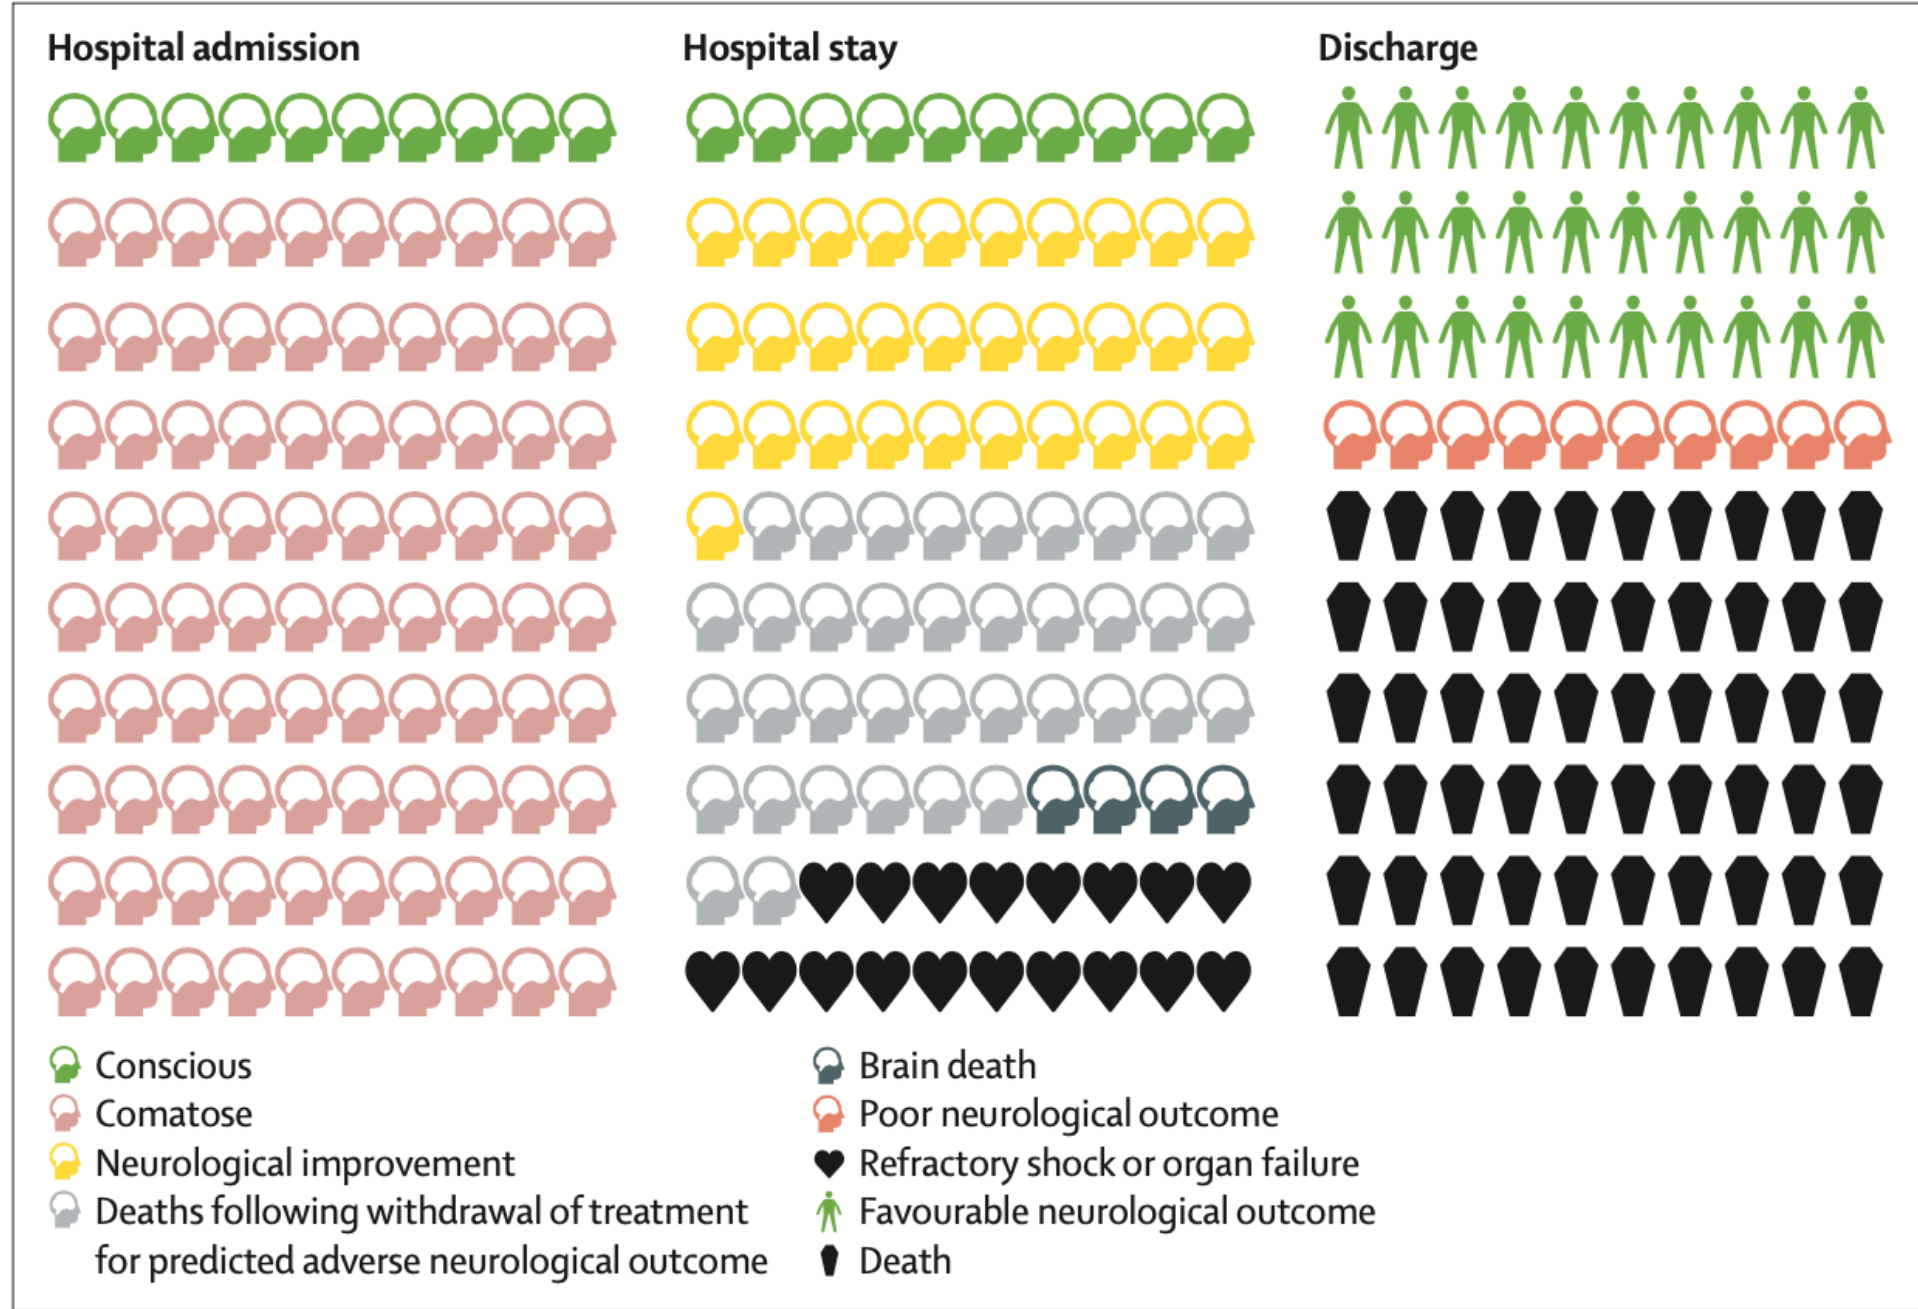 Hospital admission
Hospital stay
Discharge
Conscious
Comatose
Neurological improvement
Deaths following withdrawal of treatment
for predicted adverse neurological outcome
Brain death
Poor neurological outcome
Refractory shock or organ failure
Favourable neurological outcome
Death